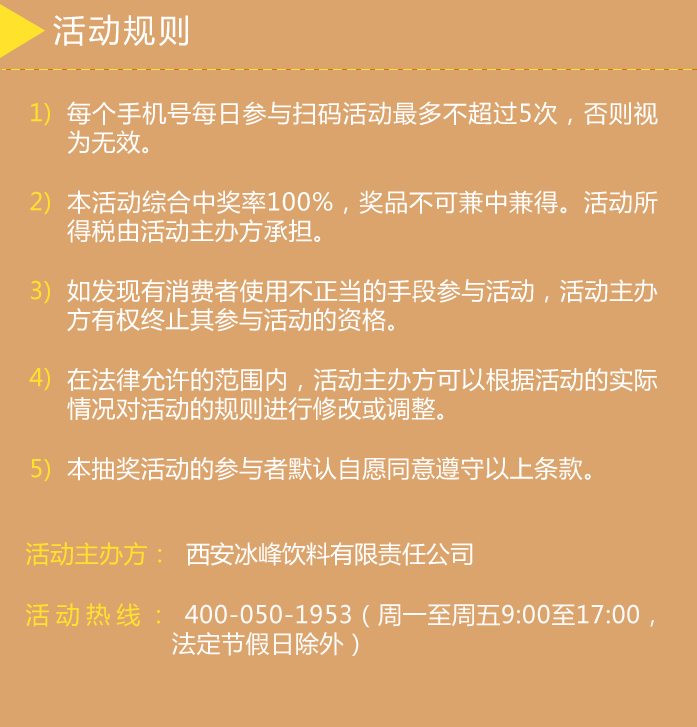 活动规则
1) 每个手机号每日参与扫码活动最多不超过5次，否则视
为无效。
2) 本活动综合中奖率100%，奖品不可兼中兼得。活动所
得税由活动主办方承担。
3) 如发现有消费者使用不正当的手段参与活动，活动主办
方有权终止其参与活动的资格。
4) 在法律允许的范围内，活动主办方可以根据活动的实际
情况对活动的规则进行修改或调整。
5) 本抽奖活动的参与者默认自愿同意遵守以上条款。
活动主办方： 西安冰峰饮料有限责任公司
活动热线： 400-050-1953（周一至周五9:00至17:00，
法定节假日除外）